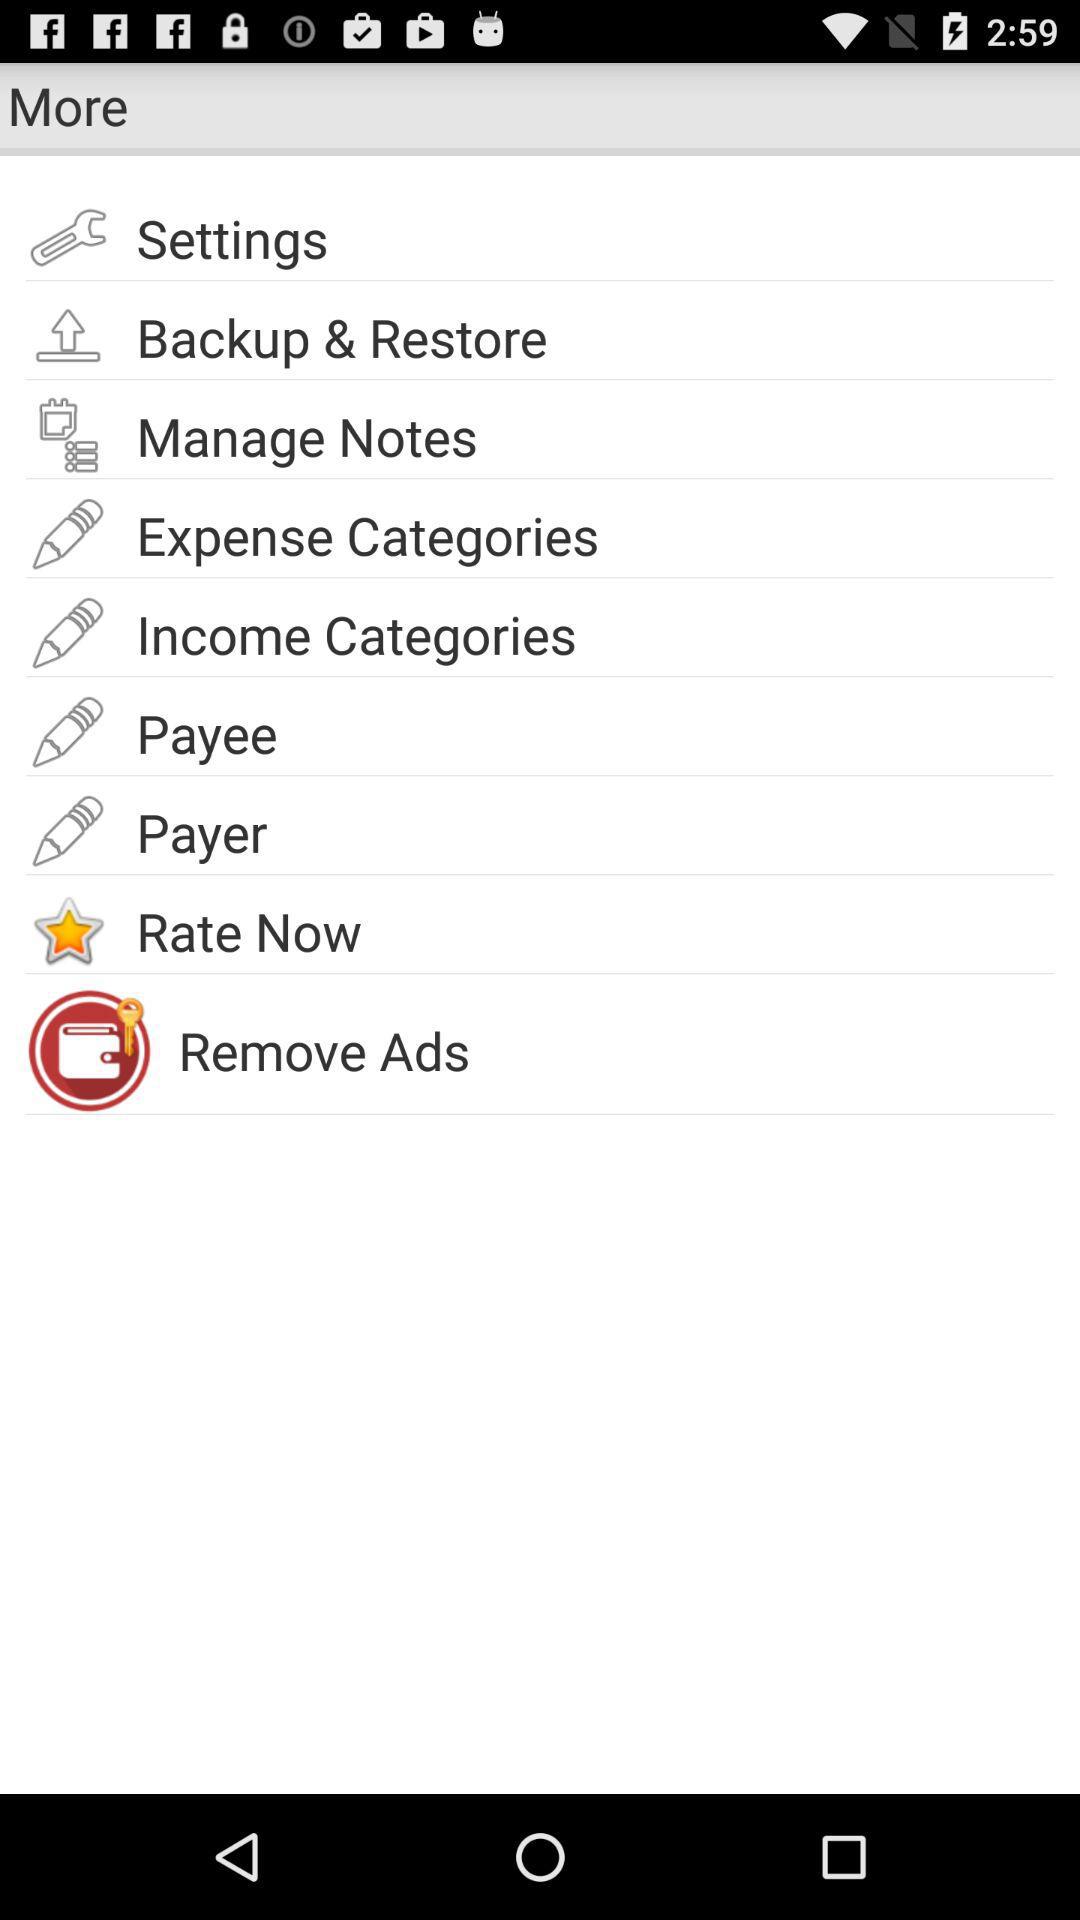 2:59
More
Settings
Backup & Restore
Manage Notes
Expense Categories
Income Categories
Payee
Payer
Rate Now
Remove Ads